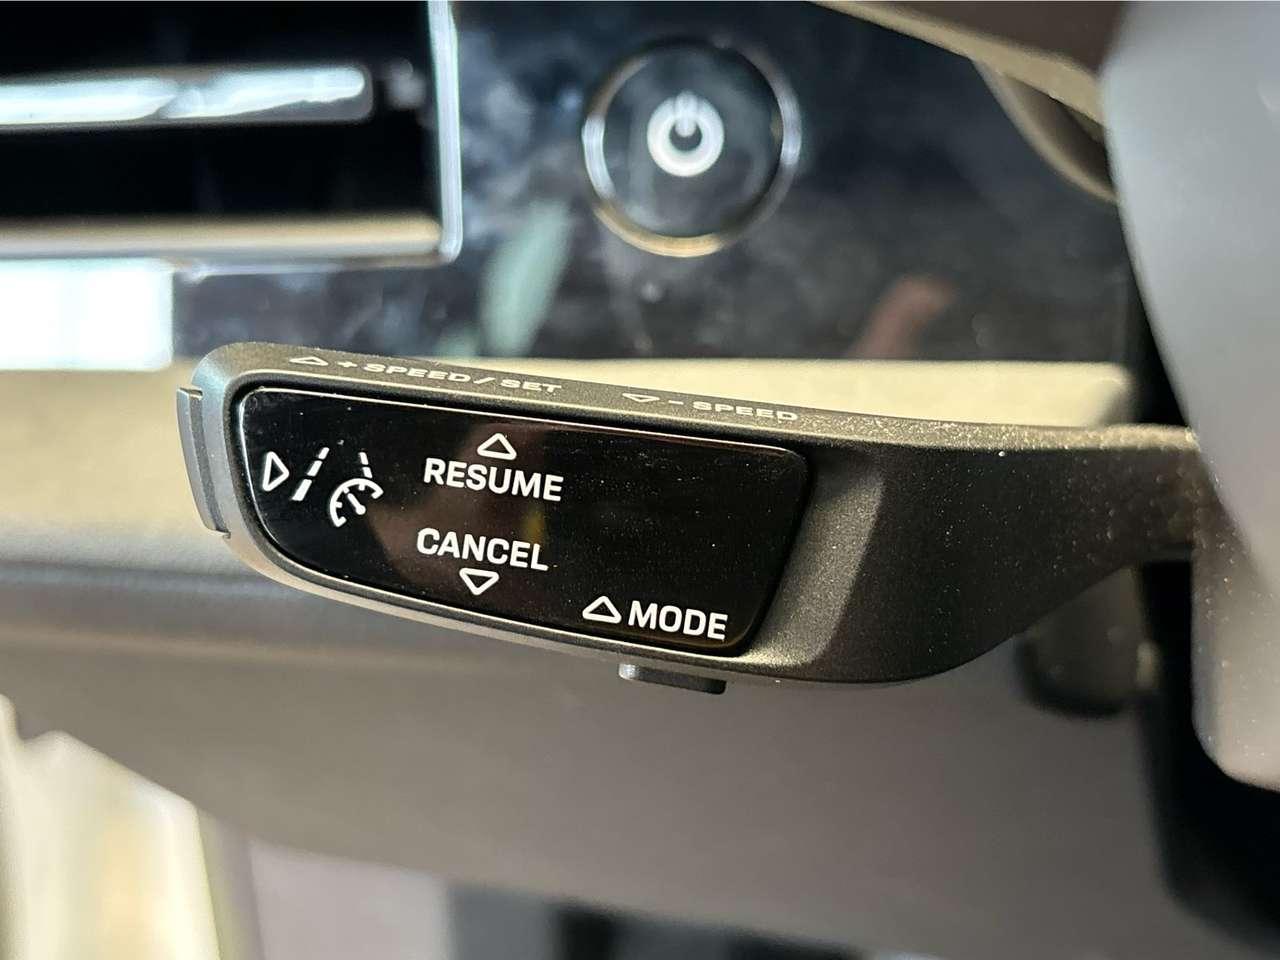 + SPEED / SET
- SPEED
RESUME
CANCEL
MODE